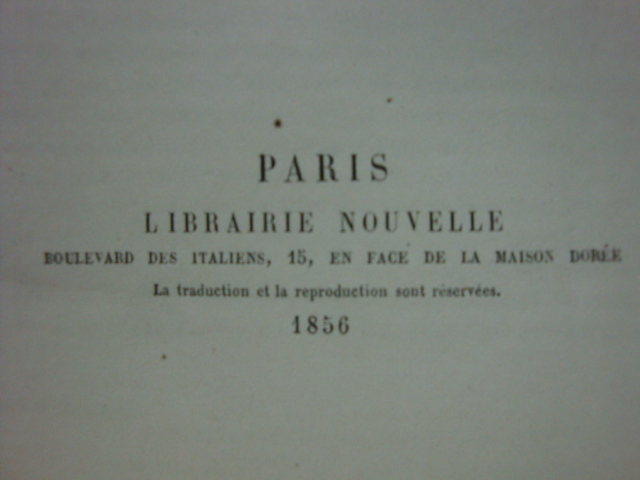 PARIS
LIBRAIRIE NOUVELLE
BOULEVARD DES ITALIENS, 15, EN FACE DE LA MAISON DORÉE
La traduction et la reproduction sont réservées.
1856